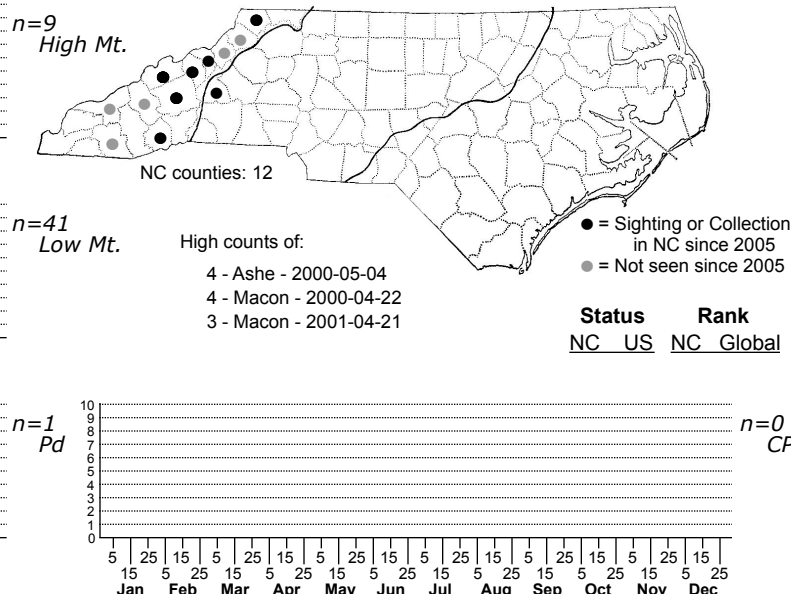 n=9
High Mt.
NC counties: 12
n=41
Low Mt.
High counts of:
4 - Ashe - 2000-05-04
4 - Macon - 2000-04-22
3 - Macon - 2001-04-21
= Sighting or Collection
in NC since 2005
= Not seen since 2005
Status Rank
NC US NC Global
n=1
Pd
10
9
8
7
6
5
4
3
2
1
0
n=0
CP
5 25 15 5 25 15 5 25 15 5 25 15 5 25 15 5 25 15
15 5 25 15 5 25 15 5 25 15 5 25 15 5 25 15 5 25
Jan Feb Mar Apr May Jun Jul Aug Sep Oct Nov Dec